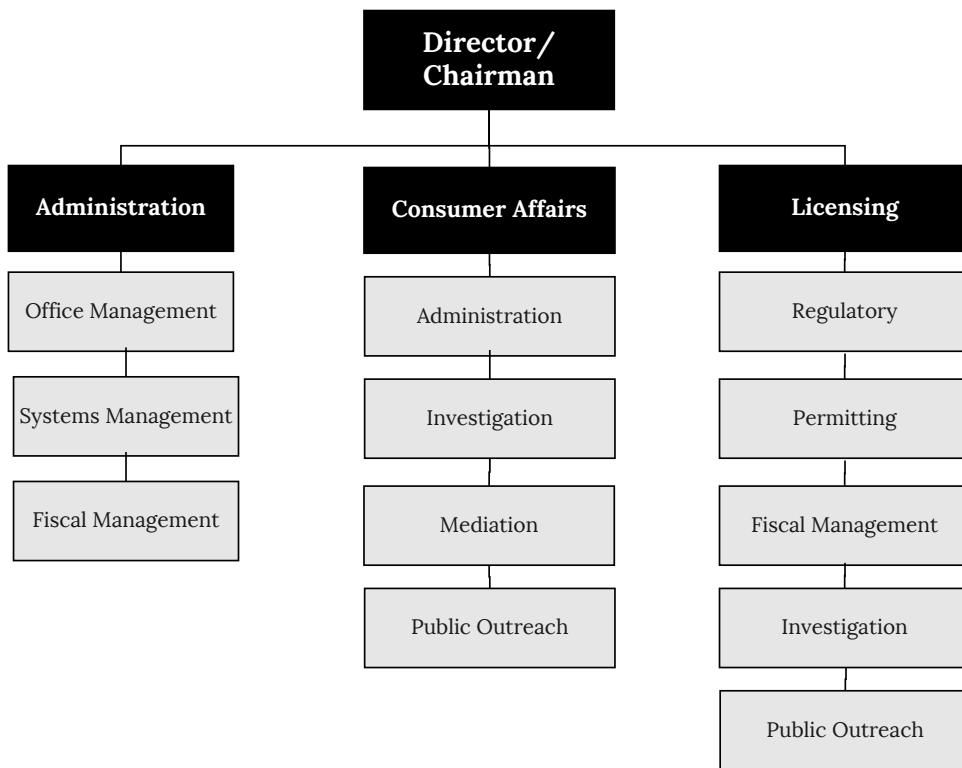 Director/
Chairman
Administration
Office Management
Systems Management
Fiscal Management
Consumer Affairs
Administration
Investigation
Mediation
Public Outreach
Licensing
Regulatory
Permitting
Fiscal Management
Investigation
Public Outreach